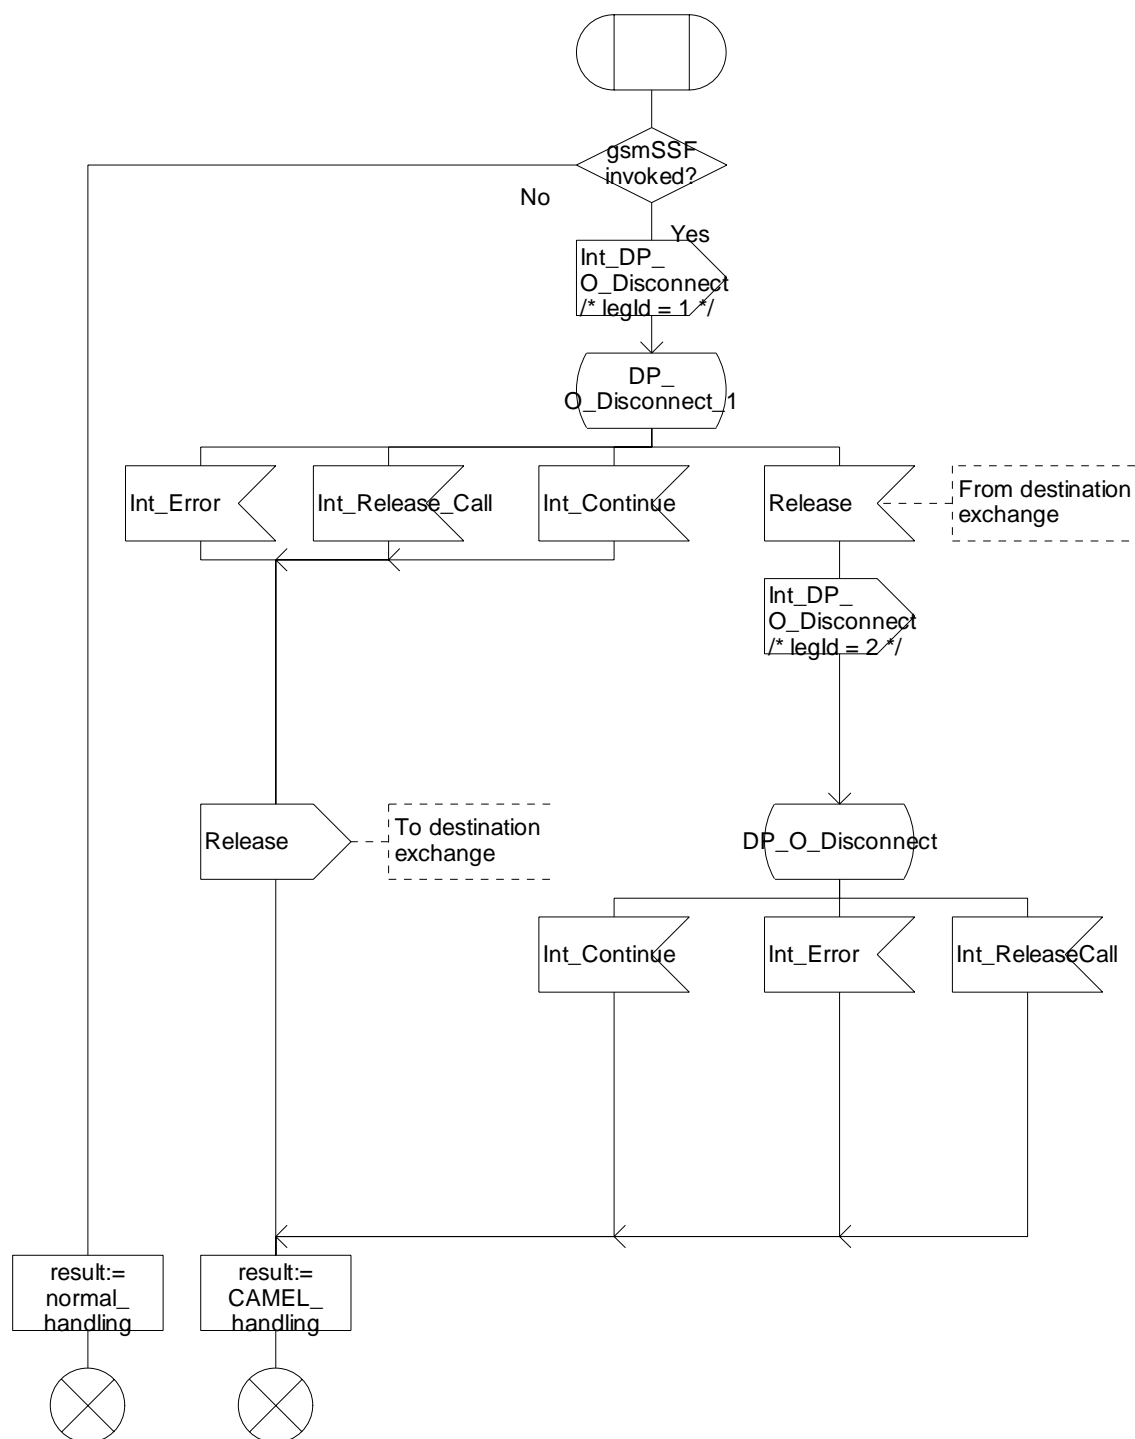 gsmSSF
invoked?
No
Yes
Int_DP_
O_Disconnect
/* legId = 1 */
DP_
O_Disconnect_1
Int_Error
Int_Release_Call
Int_Continue
Release
From destination
exchange
Int_DP_
O_Disconnect
/* legId = 2 */
Release
To destination
exchange
DP_O_Disconnect
Int_Continue
Int_Error
Int_ReleaseCall
result:=
normal_
handling
result:=
CAMEL_
handling